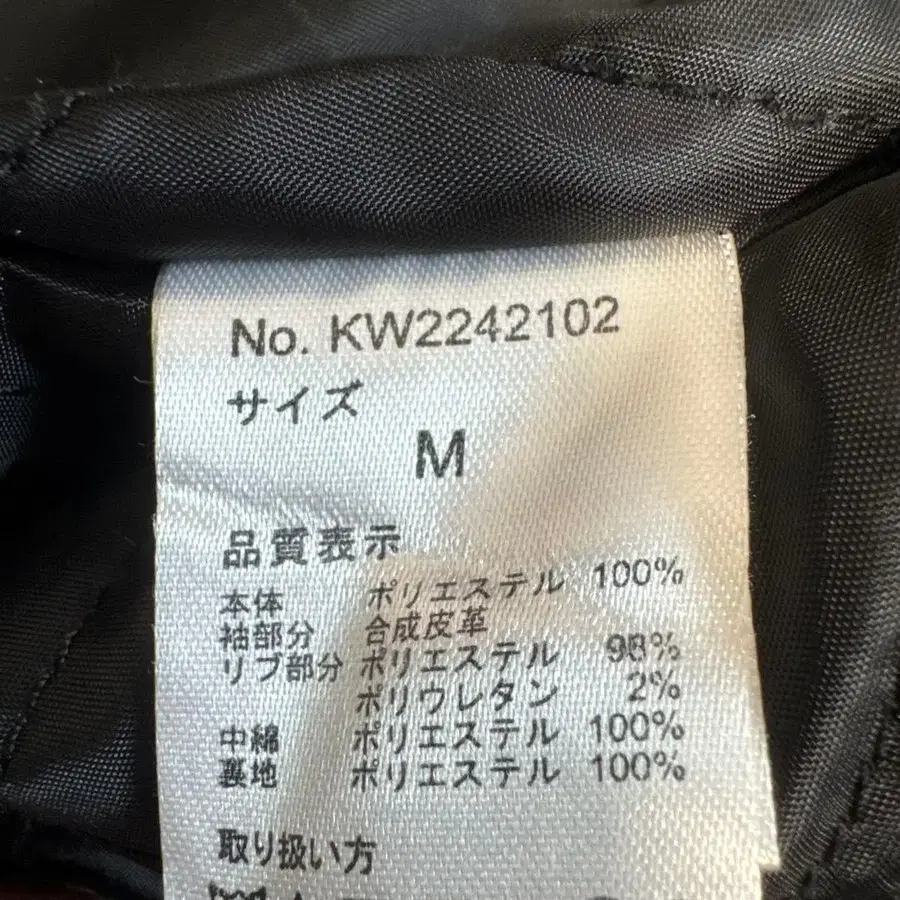 No. KW2242102
サイズ
M
品質表示
本体 ポリエステル 100%
袖部分 合成皮革
リブ部分 ポリエステル 98%
ポリウレタン 2%
中綿 ポリエステル 100%
裏地 ポリエステル 100%
取り扱い方